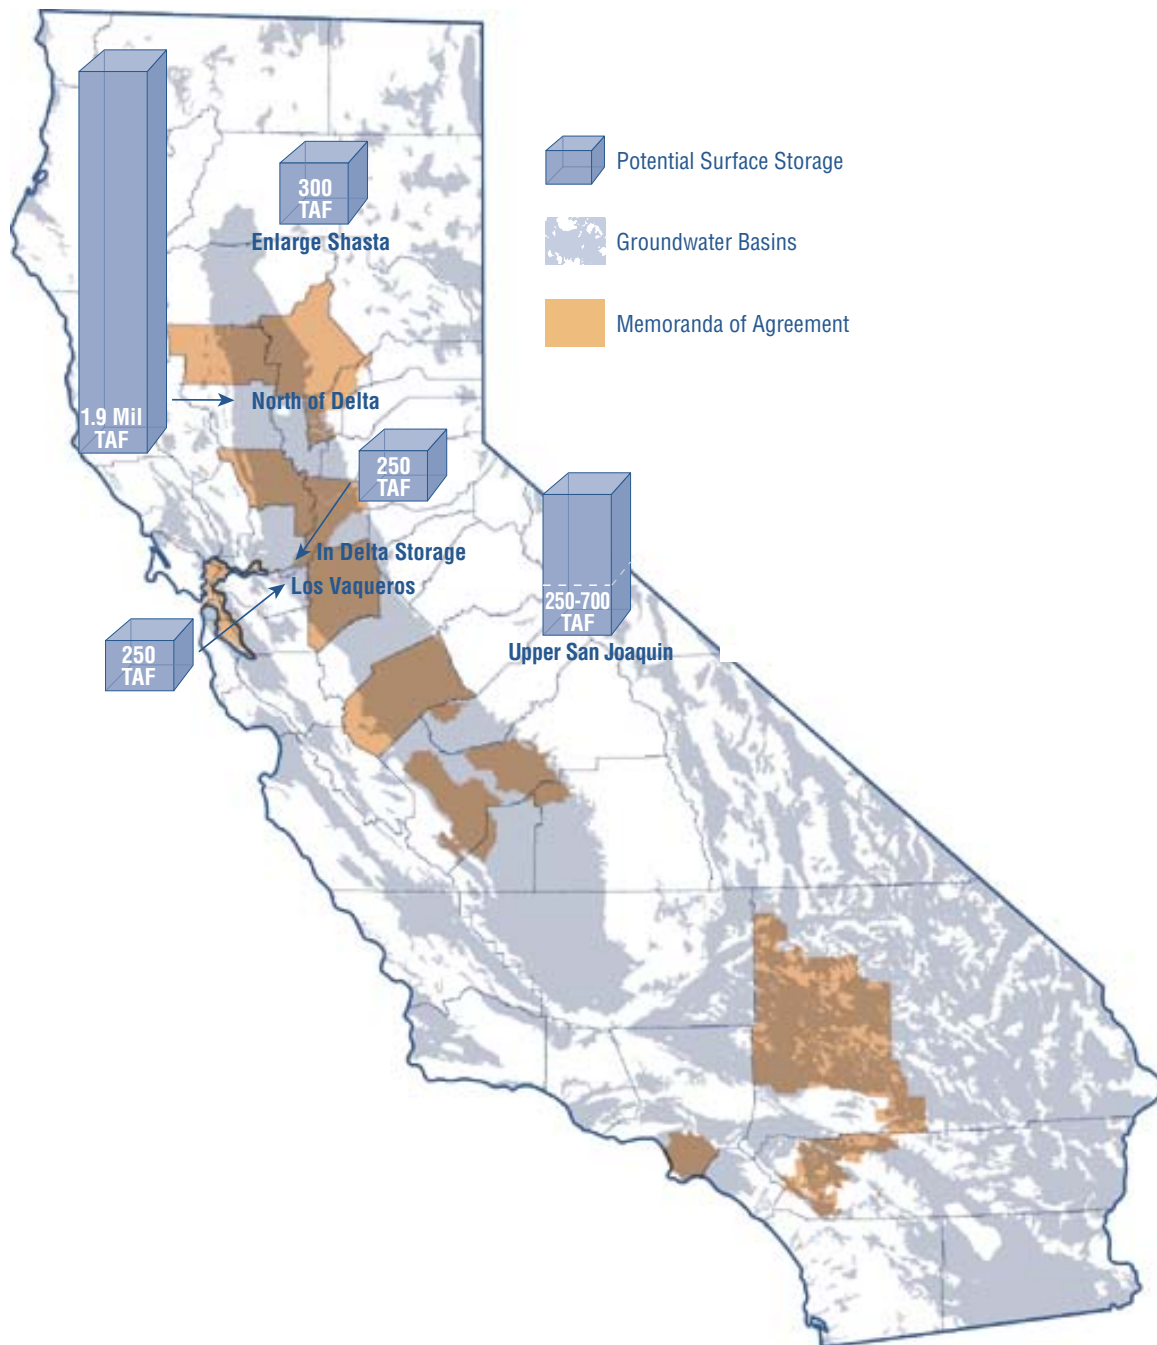 Potential Surface Storage
300
TAF
Enlarge Shasta
Groundwater Basins
Memoranda of Agreement
1.9 Mil
TAF
North of Delta
250
TAF
In Delta Storage
Los Vaqueros
250-700
TAF
Upper San Joaquin
250
TAF